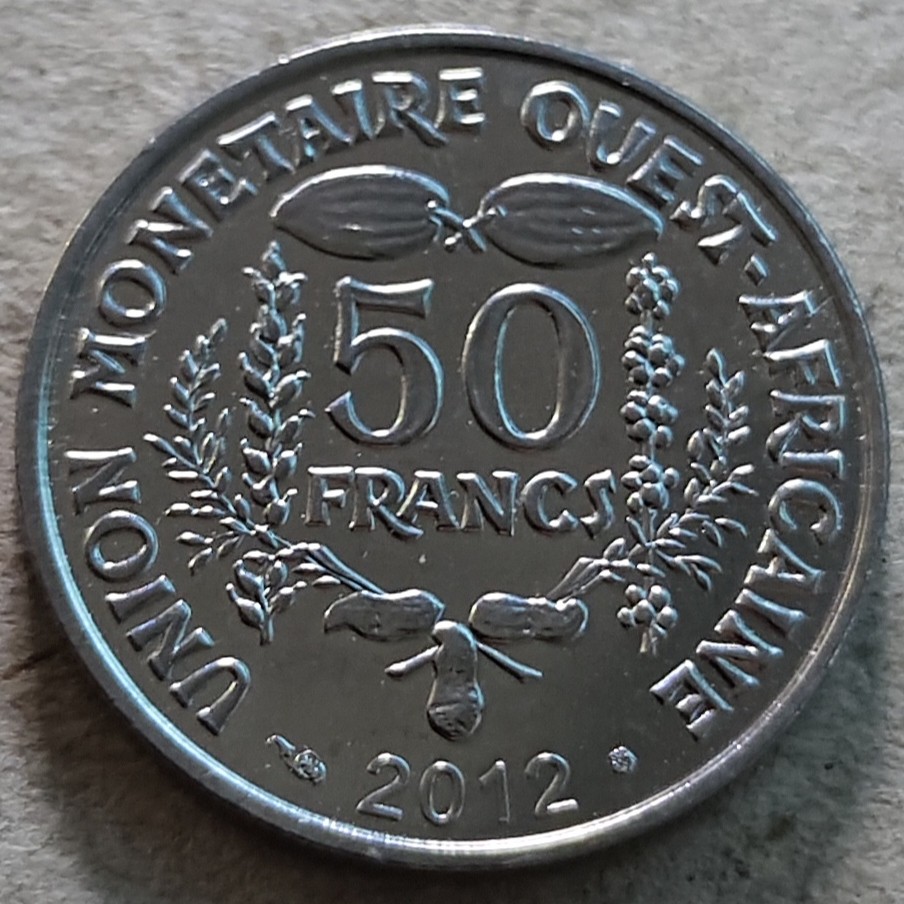 UNION MONETAIRE OUEST-AFRICAINE
50
FRANCS
2012